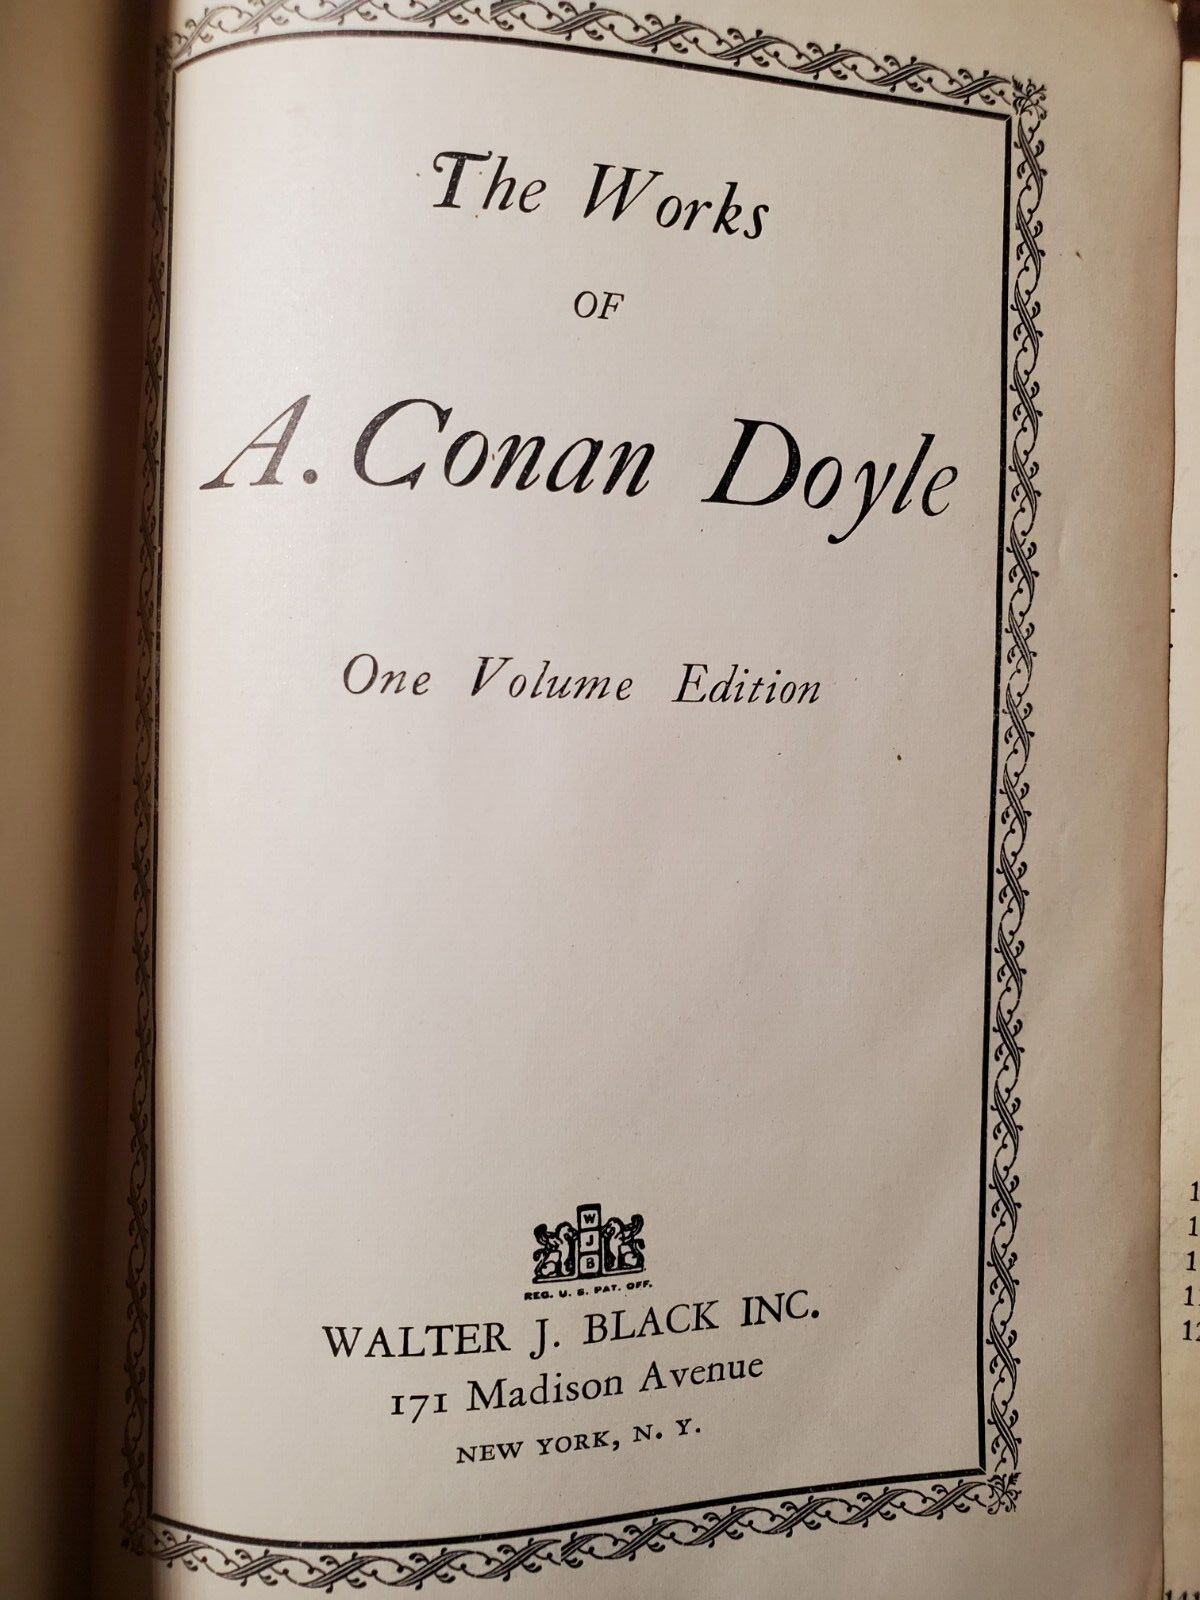 The Works
OF
A. Conan Doyle
One Volume Edition
W
J
B
REG. U. S. PAT. OFF.
WALTER J. BLACK INC.
171 Madison Avenue
NEW YORK, N. Y.